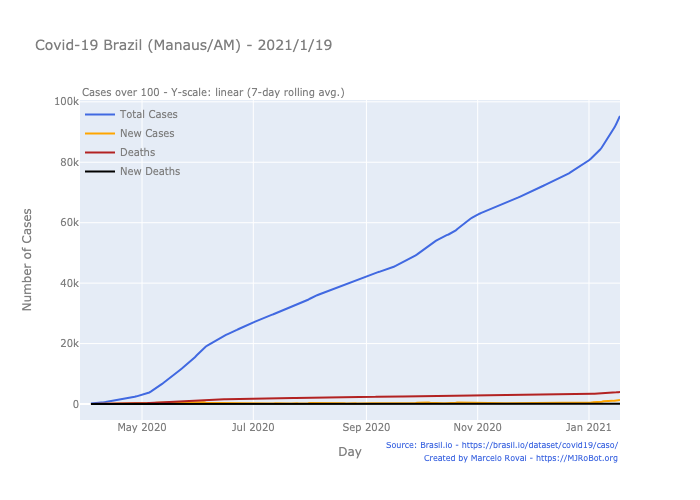 Covid-19 Brazil (Manaus/AM) - 2021/1/19
Cases over 100 - Y-scale: linear (7-day rolling avg.)
Total Cases
New Cases
Deaths
New Deaths
100k
80k
60k
40k
20k
0
Number of Cases
May 2020
Jul 2020
Sep 2020
Nov 2020
Jan 2021
Day
Source: Brasil.io - https://brasil.io/dataset/covid19/caso/
Created by Marcelo Rovai - https://MJRoBot.org